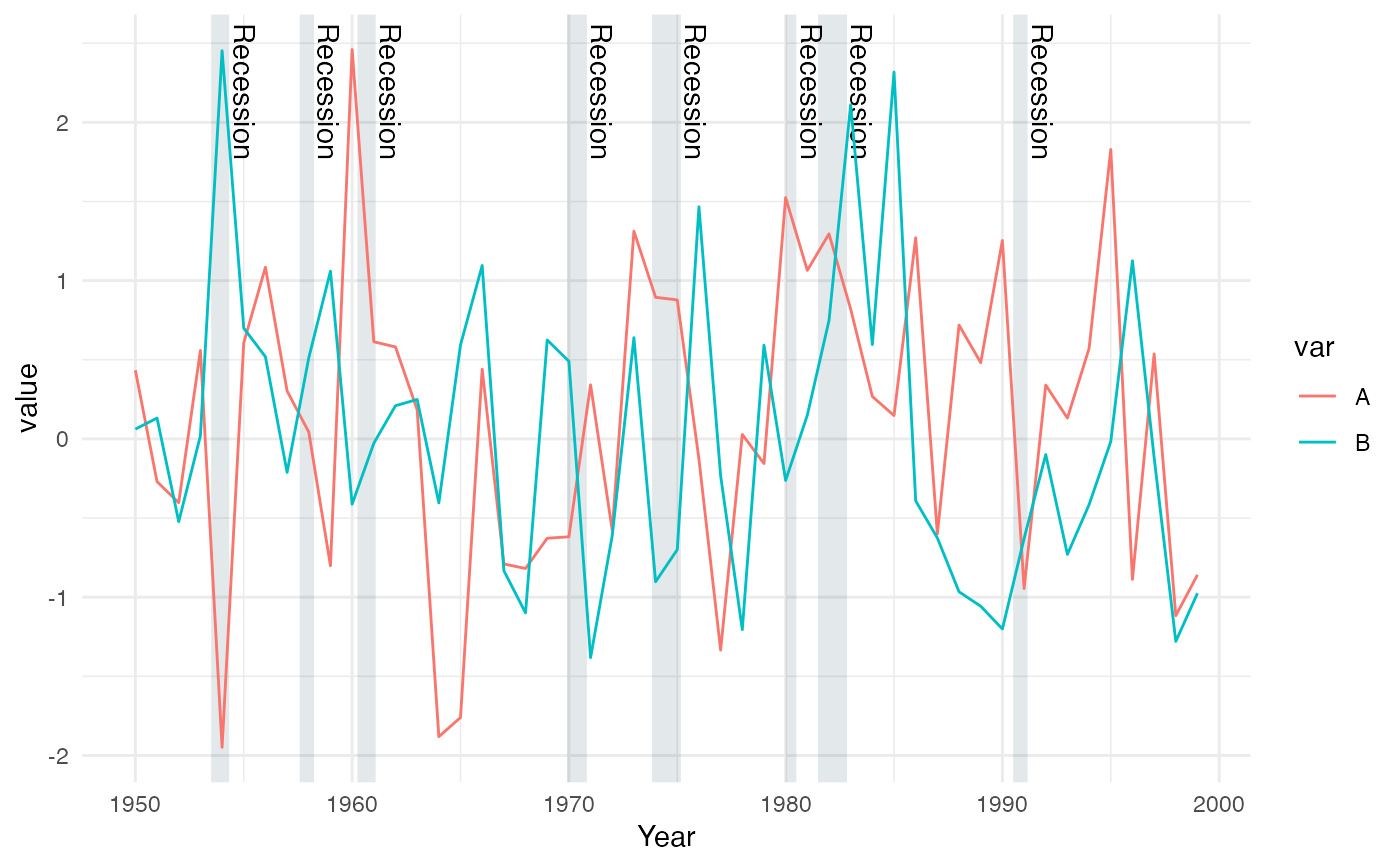 Recession
Recession
Recession
Recession
Recession
Recession
Recession
Recession
2
1
0
-1
-2
value
1950
1960
1970
1980
1990
2000
Year
var
A
B